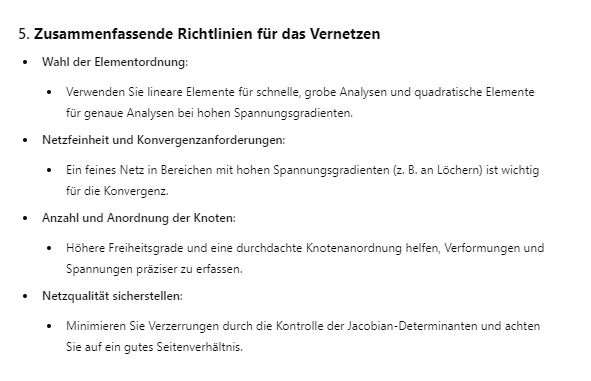 5. Zusammenfassende Richtlinien für das Vernetzen
• Wahl der Elementordnung:
• Verwenden Sie lineare Elemente für schnelle, grobe Analysen und quadratische Elemente
für genaue Analysen bei hohen Spannungsgradienten.
• Netzfeinheit und Konvergenzanforderungen:
• Ein feines Netz in Bereichen mit hohen Spannungsgradienten (z. B. an Löchern) ist wichtig
für die Konvergenz.
• Anzahl und Anordnung der Knoten:
• Höhere Freiheitsgrade und eine durchdachte Knotenanordnung helfen, Verformungen und
Spannungen präziser zu erfassen.
• Netzqualität sicherstellen:
• Minimieren Sie Verzerrungen durch die Kontrolle der Jacobian-Determinanten und achten
Sie auf ein gutes Seitenverhältnis.